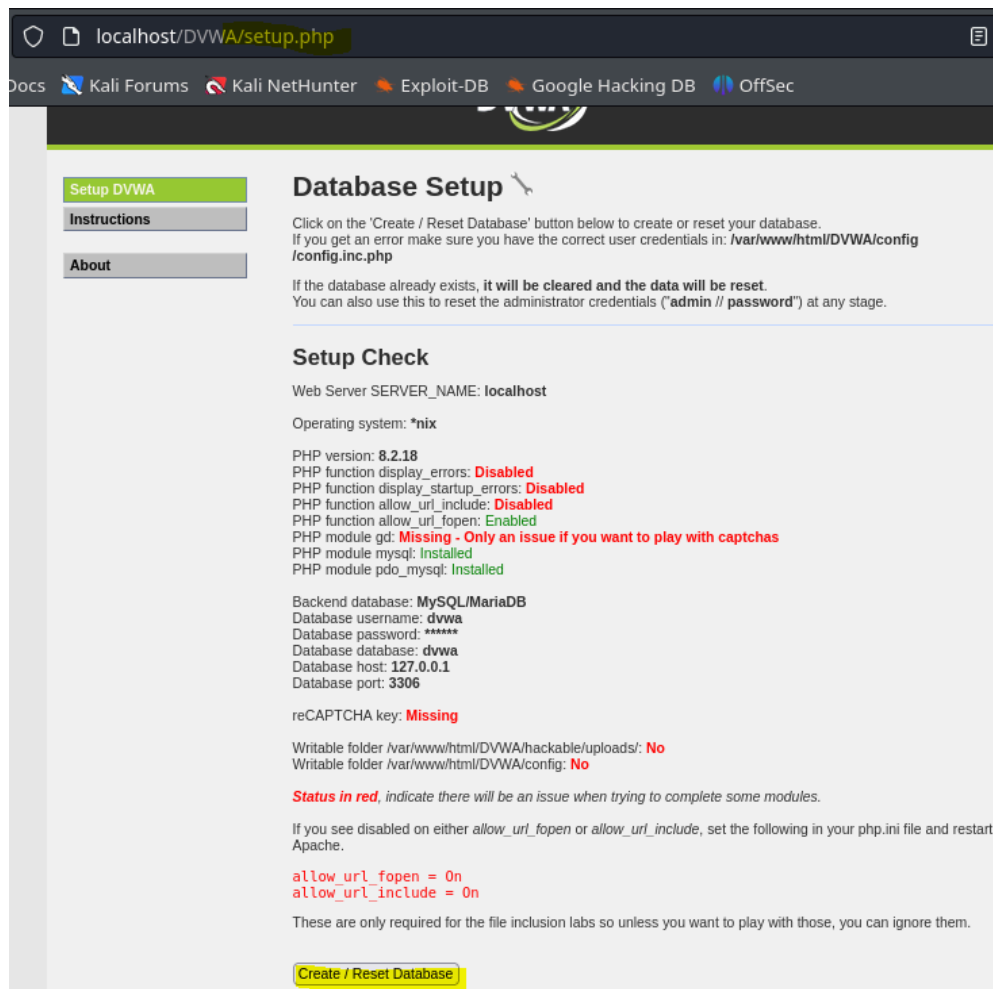 localhost/DVWA/setup.php
Docs Kali Forums Kali NetHunter Exploit-DB Google Hacking DB OffSec
Setup DVWA
Instructions
About
Database Setup
Click on the 'Create / Reset Database' button below to create or reset your database.
If you get an error make sure you have the correct user credentials in: /var/www/html/DVWA/config
/config.inc.php
If the database already exists, it will be cleared and the data will be reset.
You can also use this to reset the administrator credentials ("admin // password") at any stage.
Setup Check
Web Server SERVER_NAME: localhost
Operating system: *nix
PHP version: 8.2.18
PHP function display_errors: Disabled
PHP function display_startup_errors: Disabled
PHP function allow_url_include: Disabled
PHP function allow_url_fopen: Enabled
PHP module gd: Missing - Only an issue if you want to play with captchas
PHP module mysql: Installed
PHP module pdo_mysql: Installed
Backend database: MySQL/MariaDB
Database username: dvwa
Database password: ******
Database database: dvwa
Database host: 127.0.0.1
Database port: 3306
reCAPTCHA key: Missing
Writable folder /var/www/html/DVWA/hackable/uploads/: No
Writable folder /var/www/html/DVWA/config: No
Status in red, indicate there will be an issue when trying to complete some modules.
If you see disabled on either allow_url_fopen or allow_url_include, set the following in your php.ini file and restart
Apache.
allow_url_fopen = On
allow_url_include = On
These are only required for the file inclusion labs so unless you want to play with those, you can ignore them.
Create / Reset Database